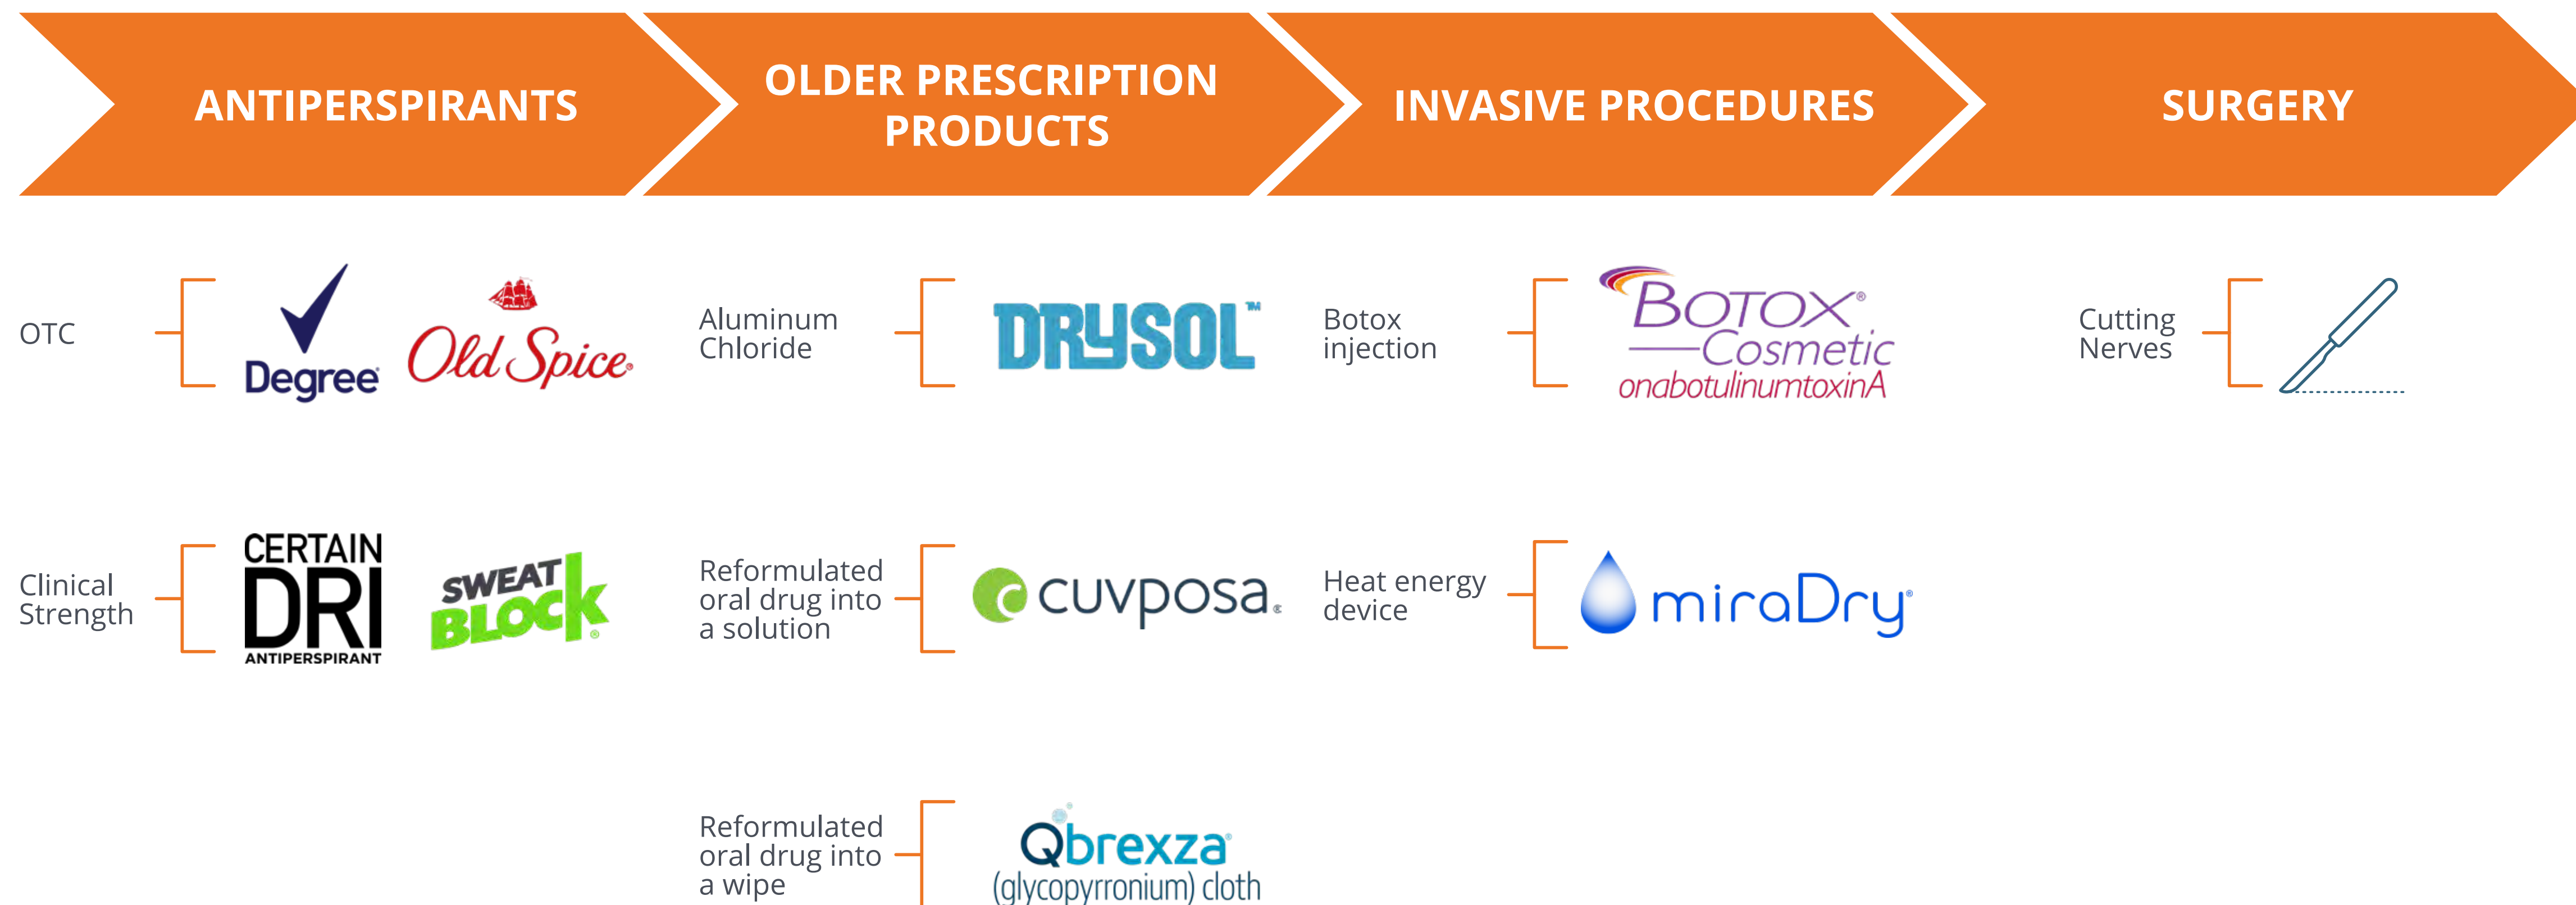 ANTIPERSPIRANTS
OLDER PRESCRIPTION
PRODUCTS
INVASIVE PROCEDURES
SURGERY
OTC
Degree
Old Spice®
Aluminum
Chloride
DRYSOL™
Botox
injection
BOTOX®
Cosmetic
onabotulinumtoxinA
Cutting
Nerves
Clinical
Strength
CERTAIN
DRI
ANTIPERSPIRANT
SWEAT
BLOCK®
Reformulated
oral drug into
a solution
cuvposa®
Heat energy
device
miraDry®
Reformulated
oral drug into
a wipe
Qbrexza®
(glycopyrronium) cloth